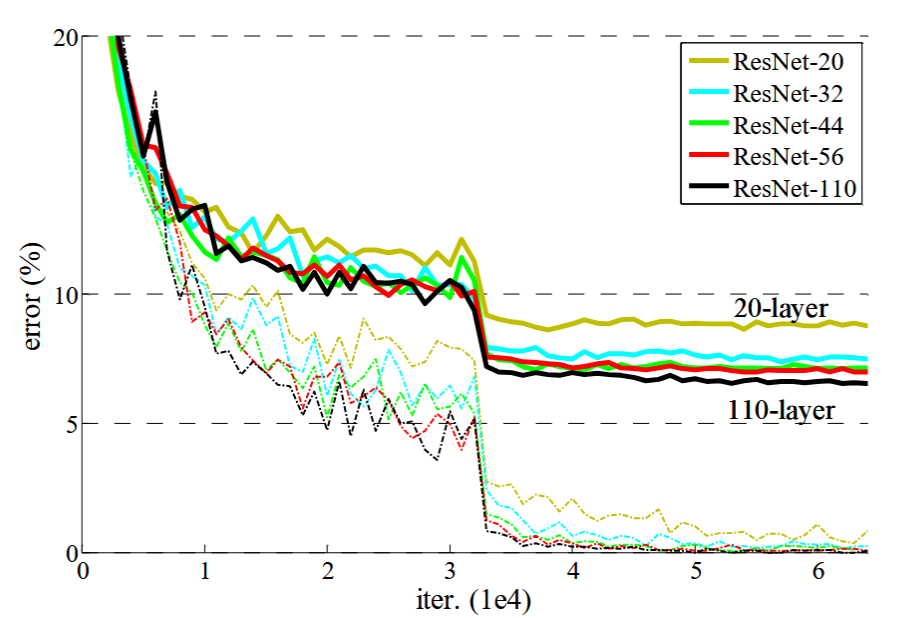 20
ResNet-20
ResNet-32
ResNet-44
ResNet-56
ResNet-110
error (%)
10
20-layer
110-layer
5
0
0 1 2 3 4 5 6
iter. (1e4)